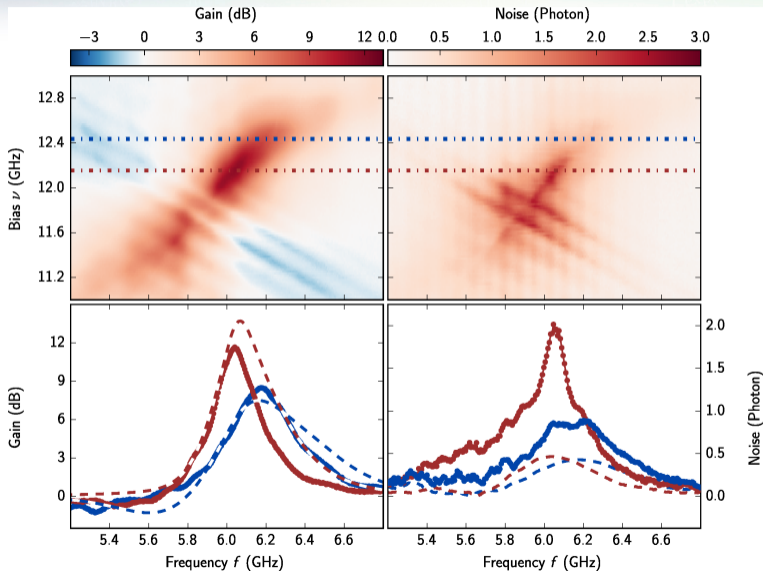 Gain (dB)
Noise (Photon)
−3 0 3 6 9 12
0.0 0.5 1.0 1.5 2.0 2.5 3.0
Bias ν (GHz)
12.8
12.4
12.0
11.6
11.2
Gain (dB)
12
9
6
3
0
2.0
1.5
1.0
0.5
0.0
Noise (Photon)
5.4 5.6 5.8 6.0 6.2 6.4 6.6
5.4 5.6 5.8 6.0 6.2 6.4 6.6
Frequency f (GHz)
Frequency f (GHz)